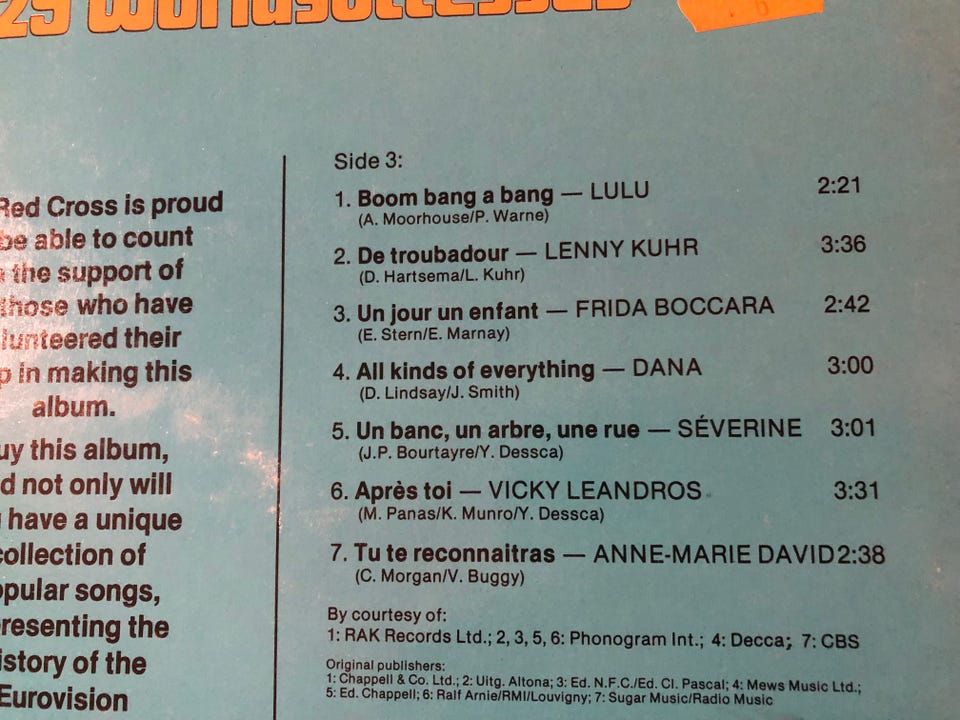 29 Worldsuccesses
Red Cross is proud
be able to count
the support of
those who have
lunteered their
p in making this
album.
uy this album,
d not only will
have a unique
collection of
opular songs,
resenting the
istory of the
Eurovision
Side 3:
1. Boom bang a bang — LULU 2:21
(A. Moorhouse/P. Warne)
2. De troubadour — LENNY KUHR 3:36
(D. Hartsema/L. Kuhr)
3. Un jour un enfant — FRIDA BOCCARA 2:42
(E. Stern/E. Marnay)
4. All kinds of everything — DANA 3:00
(D. Lindsay/J. Smith)
5. Un banc, un arbre, une rue — SÉVERINE 3:01
(J.P. Bourtayre/Y. Dessca)
6. Après toi — VICKY LEANDROS 3:31
(M. Panas/K. Munro/Y. Dessca)
7. Tu te reconnaitras — ANNE-MARIE DAVID 2:38
(C. Morgan/V. Buggy)
By courtesy of:
1: RAK Records Ltd.; 2, 3, 5, 6: Phonogram Int.; 4: Decca; 7: CBS
Original publishers:
1: Chappell & Co. Ltd.; 2: Uitg. Altona; 3: Ed. N.F.C./Ed. Cl. Pascal; 4: Mews Music Ltd.;
5: Ed. Chappell; 6: Ralf Arnie/RMI/Louvigny; 7: Sugar Music/Radio Music